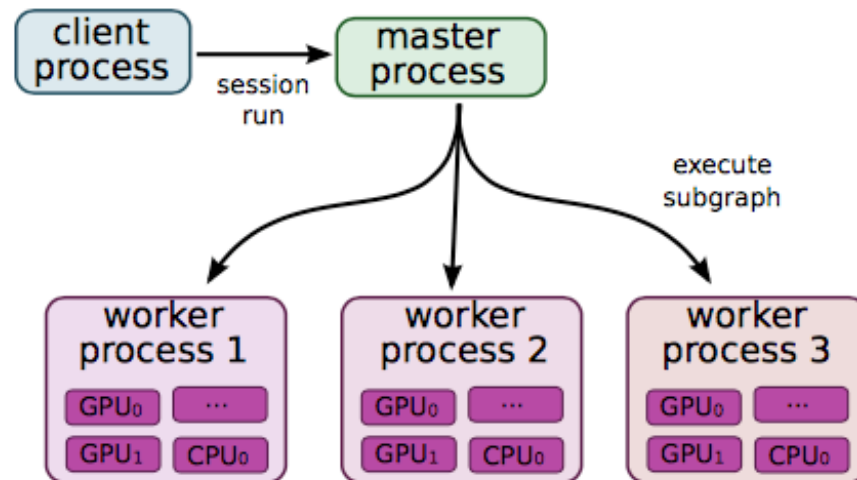 client
process
master
process
session
run
execute
subgraph
worker
process 1
GPU₀
...
GPU₁
CPU₀
worker
process 2
GPU₀
...
GPU₁
CPU₀
worker
process 3
GPU₀
...
GPU₁
CPU₀